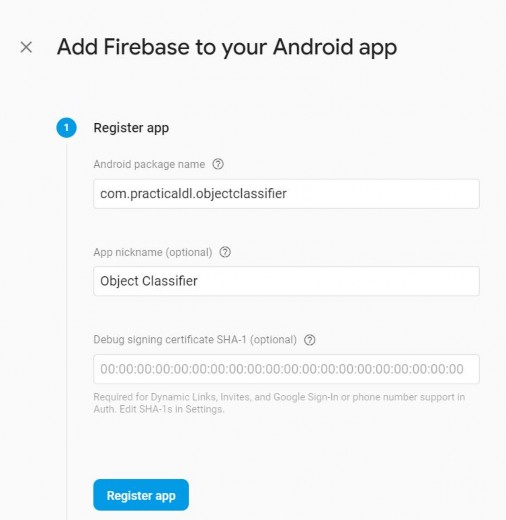 Add Firebase to your Android app
1 Register app
Android package name
com.practicaldl.objectclassifier
App nickname (optional)
Object Classifier
Debug signing certificate SHA-1 (optional)
00:00:00:00:00:00:00:00:00:00:00:00:00:00:00:00:00:00:00:00
Required for Dynamic Links, Invites, and Google Sign-In or phone number support in
Auth. Edit SHA-1s in Settings.
Register app